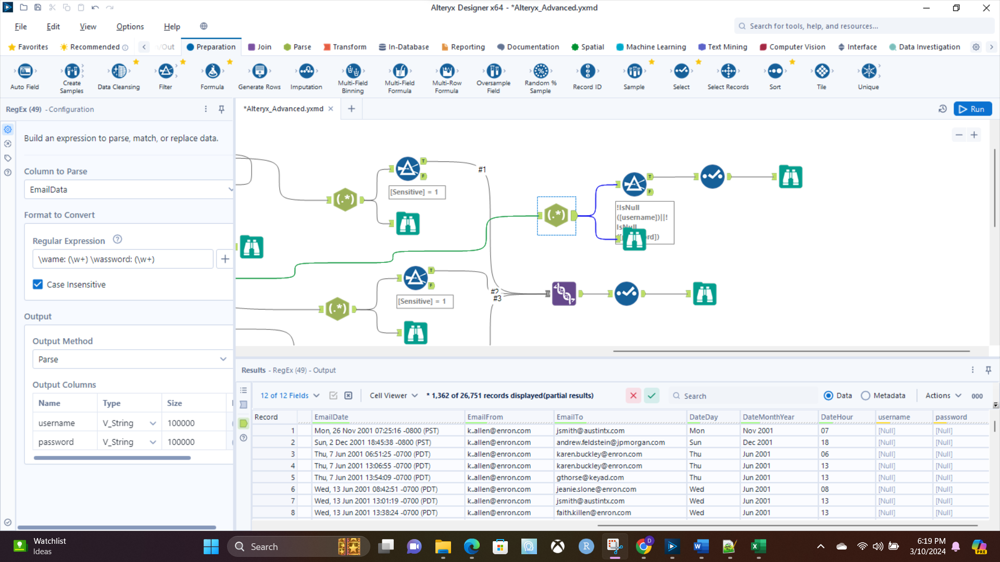 Alteryx Designer x64 - *Alteryx_Advanced.yxmd
File Edit View Options Help
Search for tools, help, and resources...
Favorites Recommended /Out Preparation Join Parse Transform In-Database Reporting Documentation Spatial Machine Learning Text Mining Computer Vision Interface Data Investigation
Auto Field
Create Samples
Data Cleansing
Filter
Formula
Generate Rows
Imputation
Multi-Field Binning
Multi-Field Formula
Multi-Row Formula
Oversample Field
Random % Sample
Record ID
Sample
Select
Select Records
Sort
Tile
Unique
RegEx (49) - Configuration
*Alteryx_Advanced.yxmd
Run
Build an expression to parse, match, or replace data.
Column to Parse
EmailData
Format to Convert
Regular Expression
\wame: (\w+) \wassword: (\w+)
Case Insensitive
Output
Output Method
Parse
Output Columns
Name Type Size
username V_String 100000
password V_String 100000
(.*)
T
F
[Sensitive] = 1
#1
(.*)
T
F
!IsNull
([username])||!
IsNull
ord])
(.*)
T
F
[Sensitive] = 1
#2
#3
Results - RegEx (49) - Output
12 of 12 Fields Cell Viewer * 1,362 of 26,751 records displayed(partial results) Search Data Metadata Actions 000
Record EmailDate EmailFrom EmailTo DateDay DateMonthYear DateHour username password
1 Mon, 26 Nov 2001 07:25:16 -0800 (PST) k..allen@enron.com jsmith@austintx.com Mon Nov 2001 07 [Null] [Null]
2 Sun, 2 Dec 2001 18:45:38 -0800 (PST) k..allen@enron.com andrew.feldstein@jpmorgan.com Sun Dec 2001 18 [Null] [Null]
3 Thu, 7 Jun 2001 06:51:25 -0700 (PDT) k..allen@enron.com karen.buckley@enron.com Thu Jun 2001 06 [Null] [Null]
4 Thu, 7 Jun 2001 13:06:55 -0700 (PDT) k..allen@enron.com karen.buckley@enron.com Thu Jun 2001 13 [Null] [Null]
5 Thu, 7 Jun 2001 13:54:09 -0700 (PDT) k..allen@enron.com gthorse@keyad.com Thu Jun 2001 13 [Null] [Null]
6 Wed, 13 Jun 2001 08:42:51 -0700 (PDT) k..allen@enron.com jeanie.slone@enron.com Wed Jun 2001 08 [Null] [Null]
7 Wed, 13 Jun 2001 13:01:19 -0700 (PDT) k..allen@enron.com jsmith@austintx.com Wed Jun 2001 13 [Null] [Null]
8 Wed, 13 Jun 2001 13:38:24 -0700 (PDT) k..allen@enron.com faith.killen@enron.com Wed Jun 2001 13 [Null] [Null]
Watchlist
Ideas
Search
D
R
6:19 PM
3/10/2024
PRE